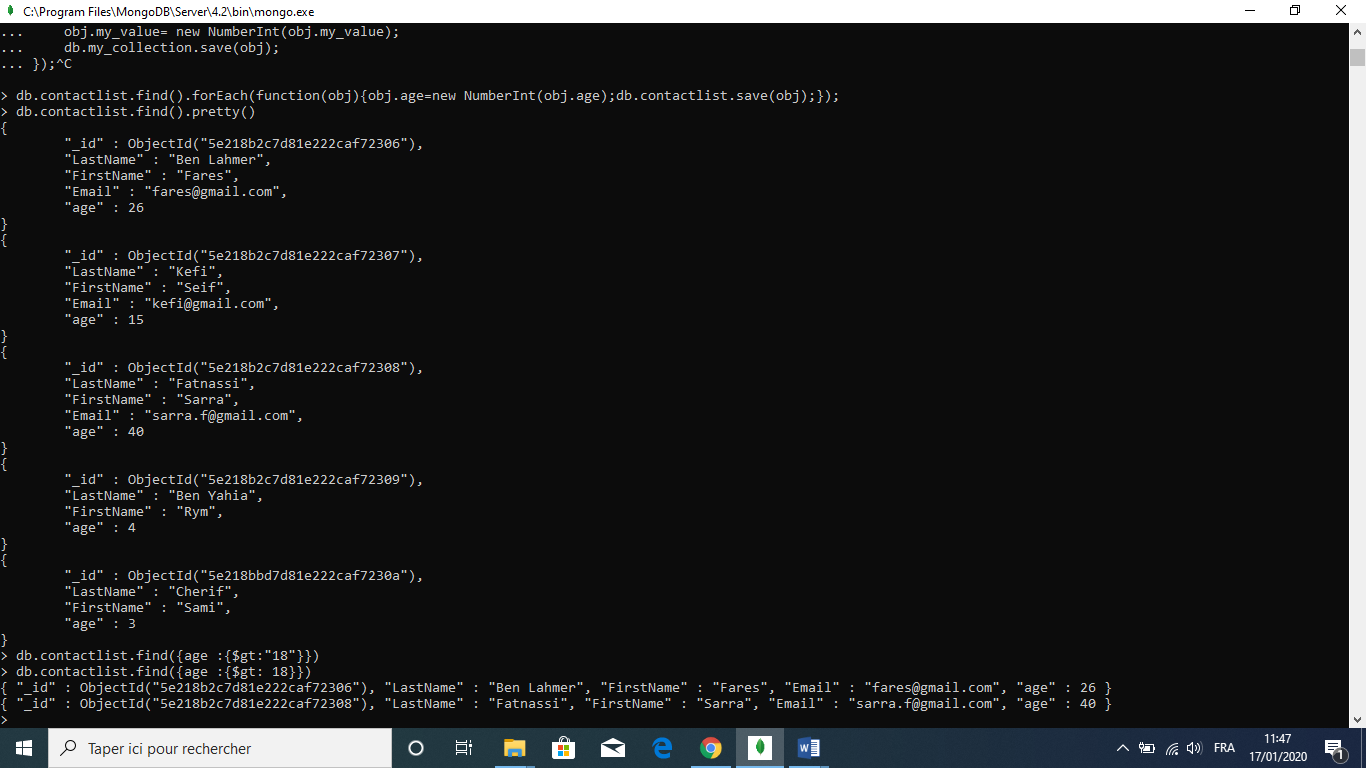 C:\Program Files\MongoDB\Server\4.2\bin\mongo.exe
...     obj.my_value= new NumberInt(obj.my_value);
...     db.my_collection.save(obj);
... });^C
> db.contactlist.find().forEach(function(obj){obj.age=new NumberInt(obj.age);db.contactlist.save(obj);});
> db.contactlist.find().pretty()
{
        "_id" : ObjectId("5e218b2c7d81e222caf72306"),
        "LastName" : "Ben Lahmer",
        "FirstName" : "Fares",
        "Email" : "fares@gmail.com",
        "age" : 26
}
{
        "_id" : ObjectId("5e218b2c7d81e222caf72307"),
        "LastName" : "Kefi",
        "FirstName" : "Seif",
        "Email" : "kefi@gmail.com",
        "age" : 15
}
{
        "_id" : ObjectId("5e218b2c7d81e222caf72308"),
        "LastName" : "Fatnassi",
        "FirstName" : "Sarra",
        "Email" : "sarra.f@gmail.com",
        "age" : 40
}
{
        "_id" : ObjectId("5e218b2c7d81e222caf72309"),
        "LastName" : "Ben Yahia",
        "FirstName" : "Rym",
        "age" : 4
}
{
        "_id" : ObjectId("5e218bbd7d81e222caf7230a"),
        "LastName" : "Cherif",
        "FirstName" : "Sami",
        "age" : 3
}
> db.contactlist.find({age :{$gt:"18"}})
> db.contactlist.find({age :{$gt: 18}})
{ "_id" : ObjectId("5e218b2c7d81e222caf72306"), "LastName" : "Ben Lahmer", "FirstName" : "Fares", "Email" : "fares@gmail.com", "age" : 26 }
{ "_id" : ObjectId("5e218b2c7d81e222caf72308"), "LastName" : "Fatnassi", "FirstName" : "Sarra", "Email" : "sarra.f@gmail.com", "age" : 40 }
>
Taper ici pour rechercher
FRA
11:47
17/01/2020
1